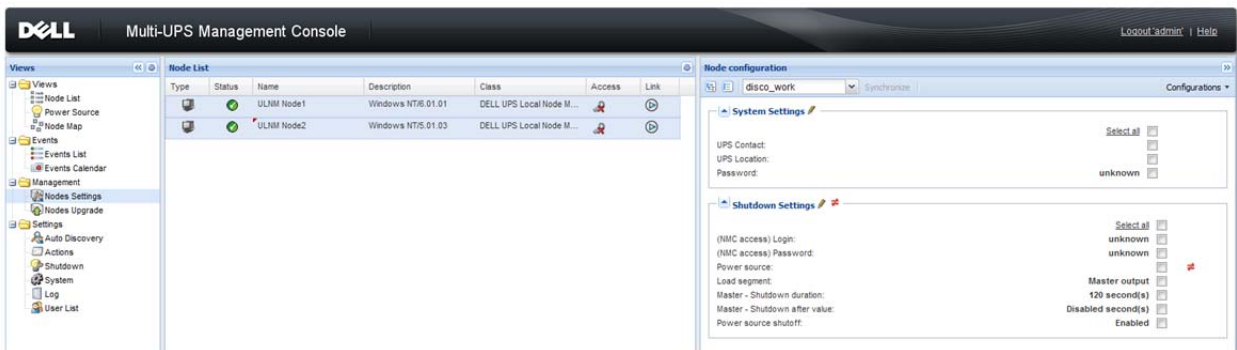 DELL Multi-UPS Management Console Logout 'admin' | Help
Views
Views
Node List
Power Source
Node Map
Events
Events List
Events Calendar
Management
Nodes Settings
Nodes Upgrade
Settings
Auto Discovery
Actions
Shutdown
System
Log
User List
Node List
Type Status Name Description Class Access Link
ULNM Node1 Windows NT/6.01.01 DELL UPS Local Node M...
ULNM Node2 Windows NT/5.01.03 DELL UPS Local Node M...
Node configuration
disco_work Synchronize Configurations
System Settings
Select all
UPS Contact:
UPS Location:
Password: unknown
Shutdown Settings
Select all
(NMC access) Login: unknown
(NMC access) Password: unknown
Power source:
Load segment: Master output
Master - Shutdown duration: 120 second(s)
Master - Shutdown after value: Disabled second(s)
Power source shutoff: Enabled